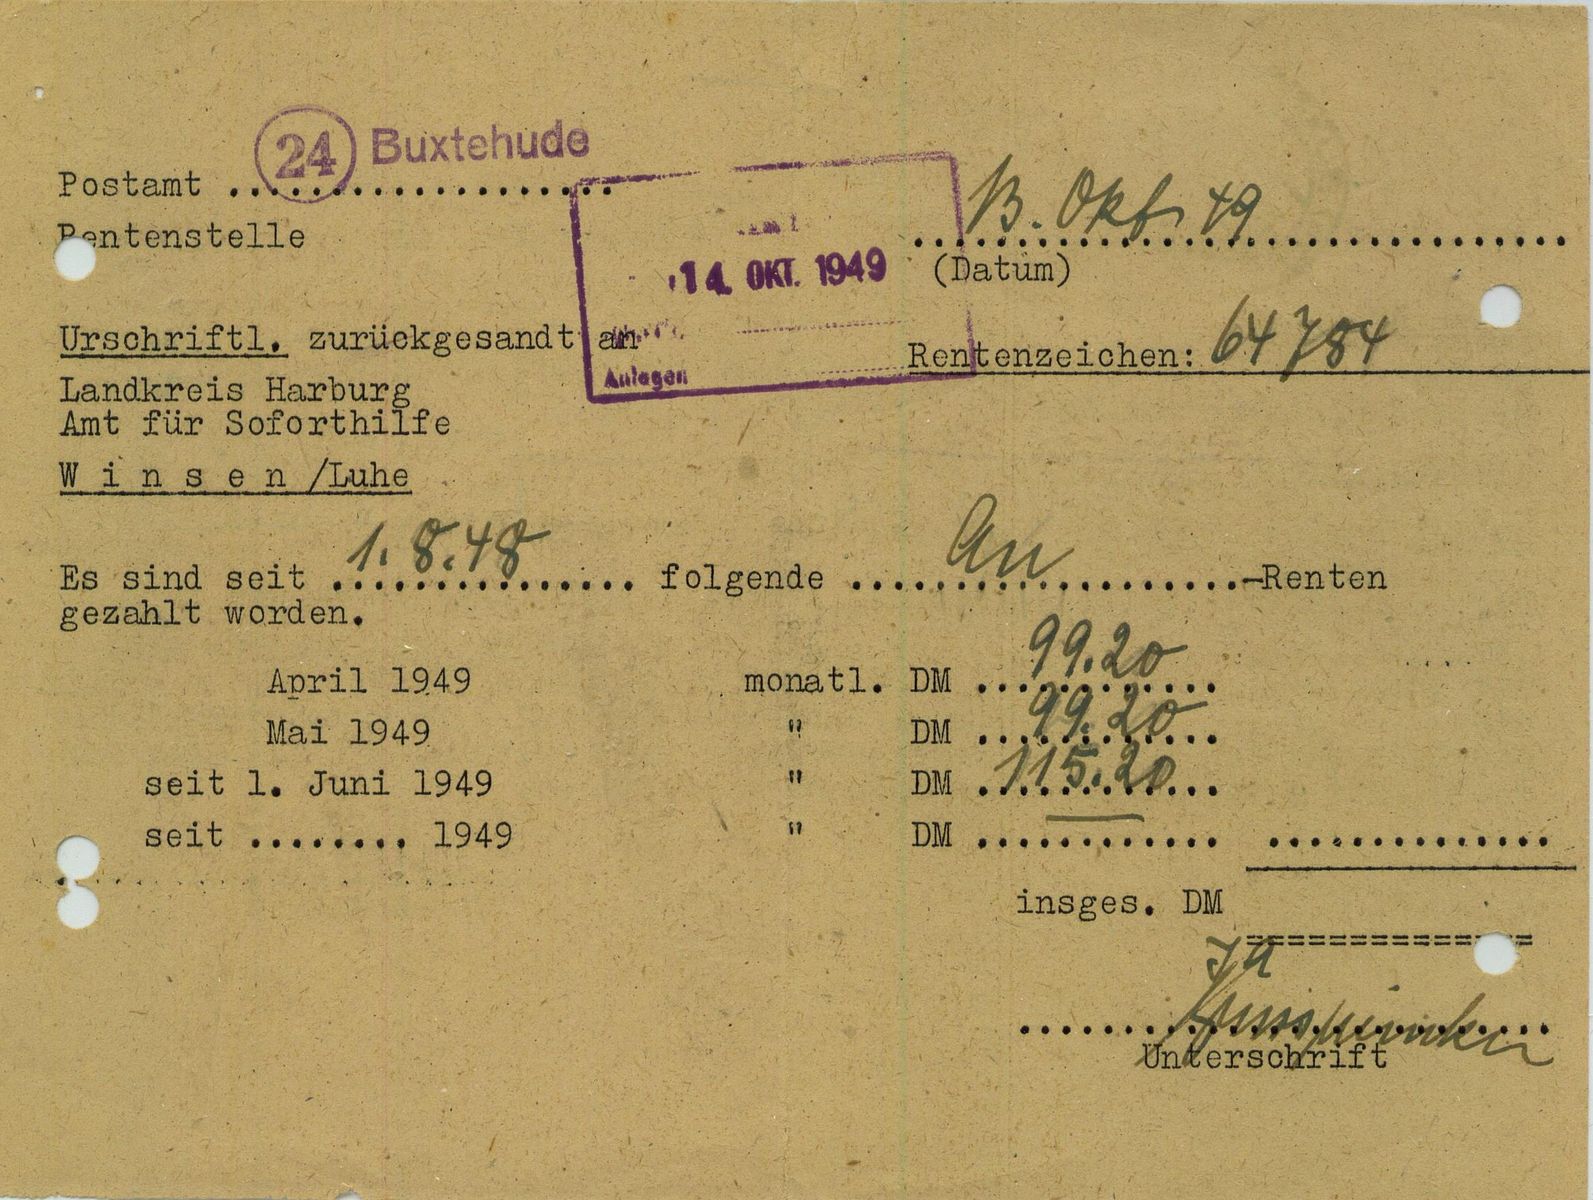 24 Buxtehude
Postamt ...................
Rentenstelle
14. OKT. 1949
Anlagen
13. Okt. 49
(Datum)
Urschriftl. zurückgesandt an
Rentenzeichen: 64784
Landkreis Harburg
Amt für Soforthilfe
W i n s e n /Luhe
Es sind seit 1.8.48 folgende An -Renten
gezahlt worden.
April 1949 monatl. DM 99.20
Mai 1949 " DM 99.20
seit 1. Juni 1949 " DM 115.20
seit ........ 1949 " DM ............ ..............
insges. DM
==============
Unterschrift